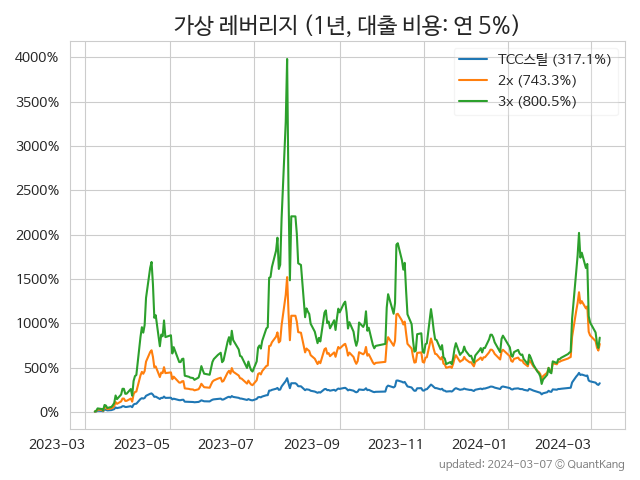 가상 레버리지 (1년, 대출 비용: 연 5%)
TCC스틸 (317.1%)
2x (743.3%)
3x (800.5%)
4000%
3500%
3000%
2500%
2000%
1500%
1000%
500%
0%
2023-03 2023-05 2023-07 2023-09 2023-11 2024-01 2024-03
updated: 2024-03-07 © QuantKang